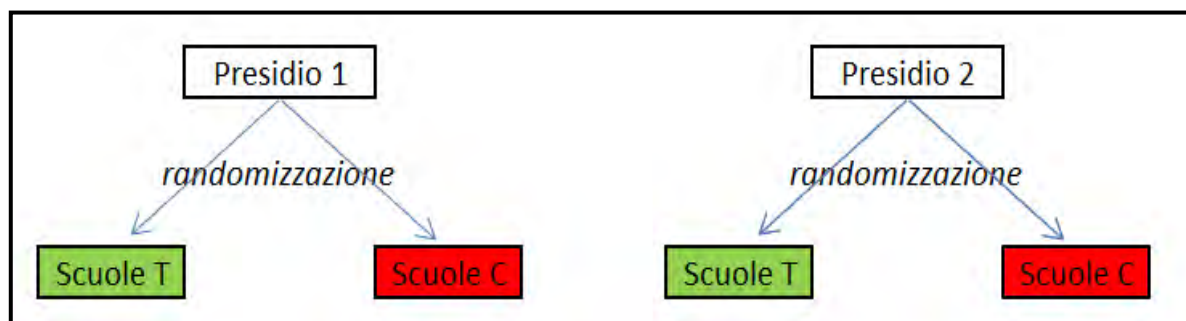 Presidio 1
Presidio 2
randomizzazione
randomizzazione
Scuole T
Scuole C
Scuole T
Scuole C